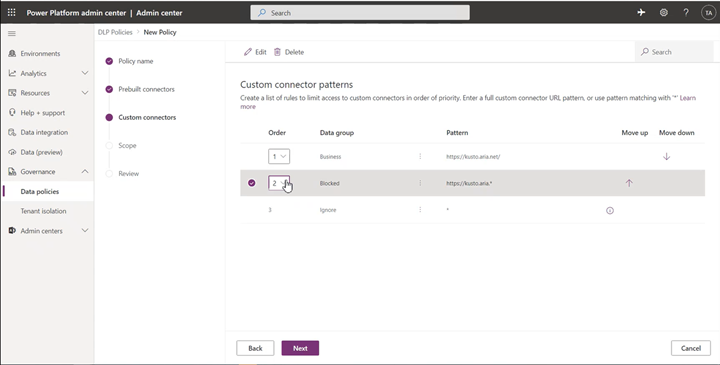 Power Platform admin center | Admin center
Search
?
TA
DLP Policies > New Policy
Environments
Analytics
Resources
Help + support
Data integration
Data (preview)
Governance
Data policies
Tenant isolation
Admin centers
Policy name
Prebuilt connectors
Custom connectors
Scope
Review
Edit
Delete
Search
Custom connector patterns
Create a list of rules to limit access to custom connectors in order of priority. Enter a full custom connector URL pattern, or use pattern matching with '*' Learn
more
Order Data group Pattern Move up Move down
1 Business https://kusto.aria.net/
2 Blocked https://kusto.aria.*
3 Ignore *
Back
Next
Cancel